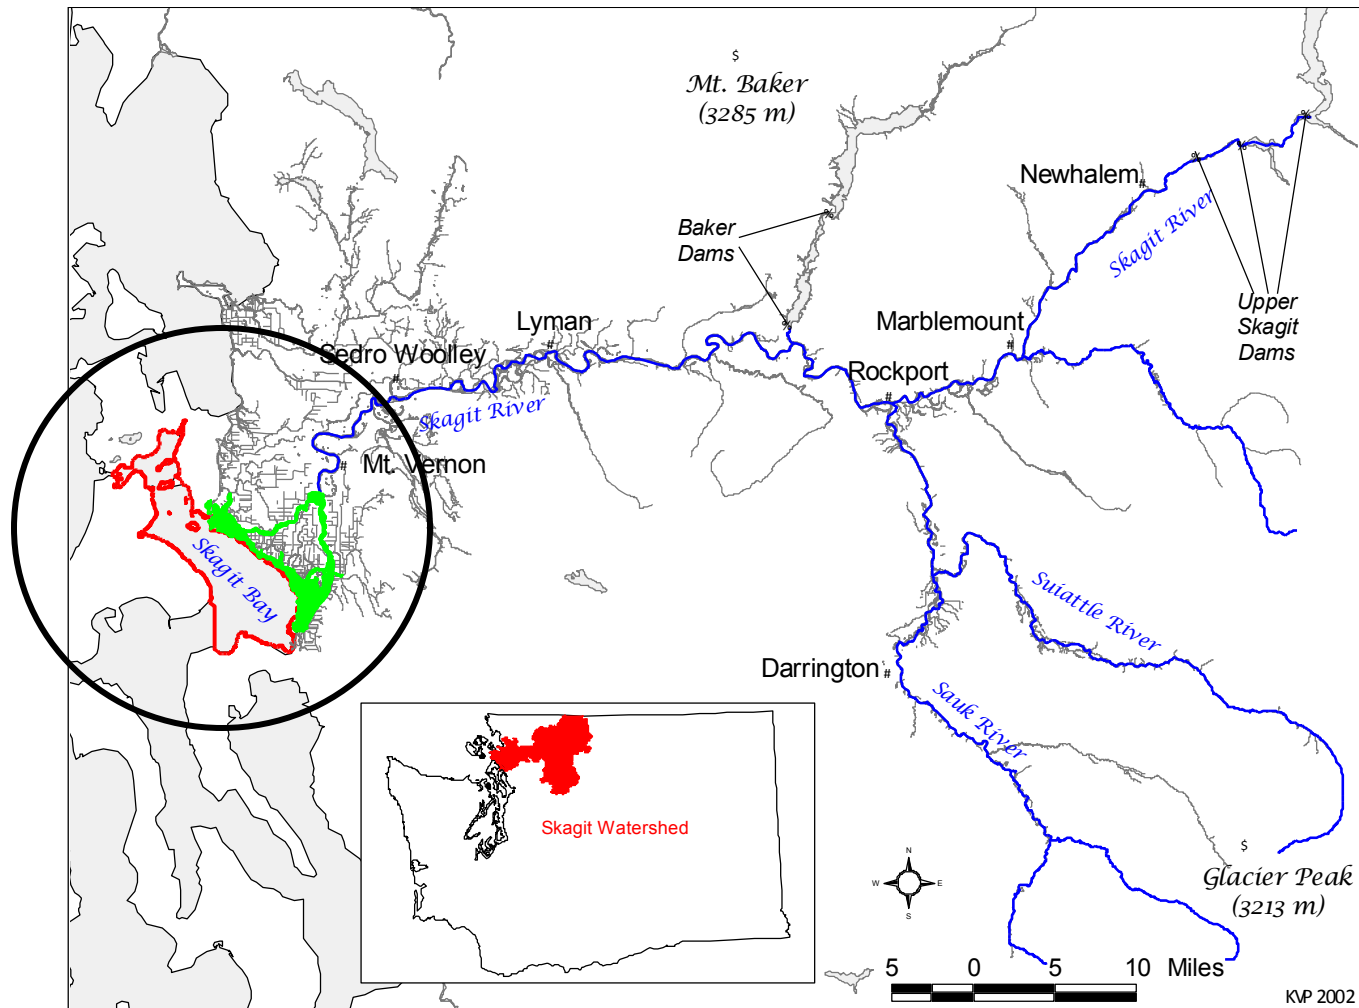 $
Mt. Baker
(3285 m)
Newhalem
#
Skagit River
Baker
Dams
%
%
%
%
%
Upper
Skagit
Dams
Lyman
#
Marblemount
#
Sedro Woolley
#
Rockport
#
Skagit River
Mt. Vernon
#
Skagit Bay
Suiattle River
Darrington
#
Sauk River
Skagit Watershed
$
Glacier Peak
(3213 m)
N
W
E
S
5 0 5 10 Miles
KVP 2002